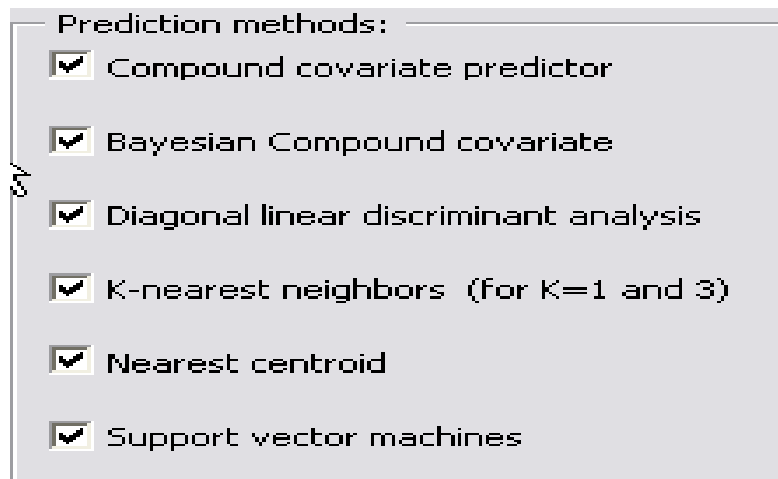 Prediction methods:
Compound covariate predictor
Bayesian Compound covariate
Diagonal linear discriminant analysis
K-nearest neighbors (for K=1 and 3)
Nearest centroid
Support vector machines